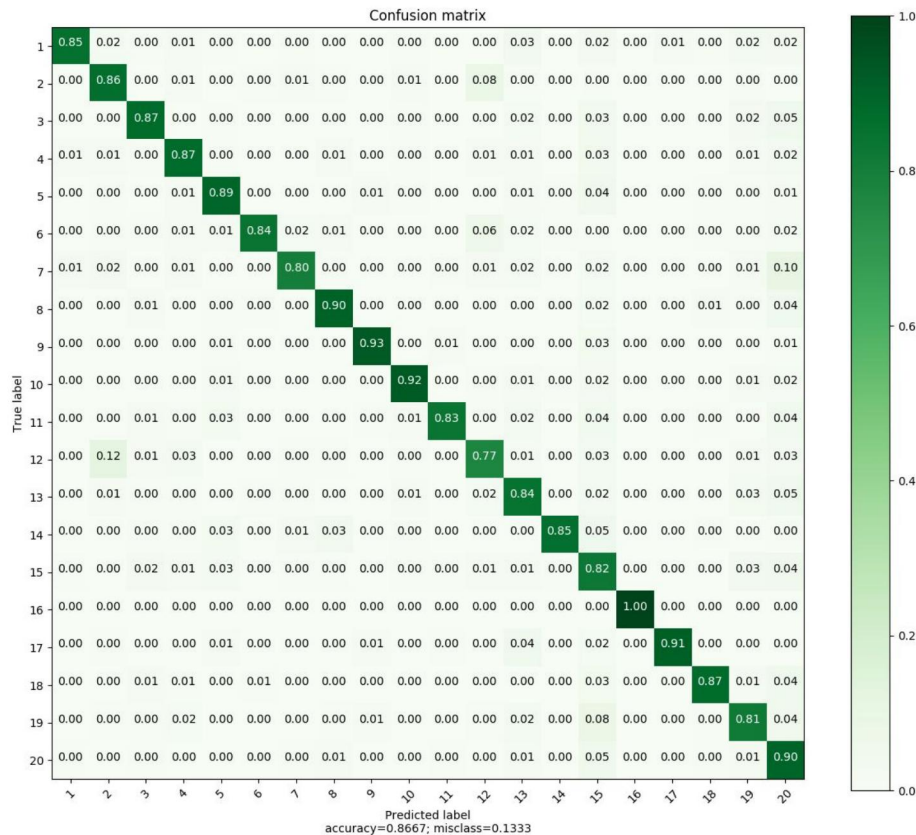 Confusion matrix
1 0.85 0.02 0.00 0.01 0.00 0.00 0.00 0.00 0.00 0.00 0.00 0.00 0.03 0.00 0.02 0.00 0.01 0.00 0.02 0.02
2 0.00 0.86 0.00 0.01 0.00 0.00 0.01 0.00 0.00 0.01 0.00 0.08 0.00 0.00 0.00 0.00 0.00 0.00 0.00 0.00
3 0.00 0.00 0.87 0.00 0.00 0.00 0.00 0.00 0.00 0.00 0.00 0.00 0.02 0.00 0.03 0.00 0.00 0.00 0.02 0.05
4 0.01 0.01 0.00 0.87 0.00 0.00 0.00 0.01 0.00 0.00 0.00 0.01 0.01 0.00 0.03 0.00 0.00 0.00 0.01 0.02
5 0.00 0.00 0.00 0.01 0.89 0.00 0.00 0.00 0.01 0.00 0.00 0.00 0.01 0.00 0.04 0.00 0.00 0.00 0.00 0.01
6 0.00 0.00 0.00 0.01 0.01 0.84 0.02 0.01 0.00 0.00 0.00 0.06 0.02 0.00 0.00 0.00 0.00 0.00 0.00 0.02
7 0.01 0.02 0.00 0.01 0.00 0.00 0.80 0.00 0.00 0.00 0.00 0.01 0.02 0.00 0.02 0.00 0.00 0.00 0.01 0.10
8 0.00 0.00 0.01 0.00 0.00 0.00 0.00 0.90 0.00 0.00 0.00 0.00 0.00 0.00 0.02 0.00 0.00 0.01 0.00 0.04
9 0.00 0.00 0.00 0.00 0.01 0.00 0.00 0.00 0.93 0.00 0.01 0.00 0.00 0.00 0.03 0.00 0.00 0.00 0.00 0.01
10 0.00 0.00 0.00 0.00 0.01 0.00 0.00 0.00 0.00 0.92 0.00 0.00 0.01 0.00 0.02 0.00 0.00 0.00 0.01 0.02
11 0.00 0.00 0.01 0.00 0.03 0.00 0.00 0.00 0.00 0.01 0.83 0.00 0.02 0.00 0.04 0.00 0.00 0.00 0.00 0.04
12 0.00 0.12 0.01 0.03 0.00 0.00 0.00 0.00 0.00 0.00 0.00 0.77 0.01 0.00 0.03 0.00 0.00 0.00 0.01 0.03
13 0.00 0.01 0.00 0.00 0.00 0.00 0.00 0.00 0.00 0.01 0.00 0.02 0.84 0.00 0.02 0.00 0.00 0.00 0.03 0.05
14 0.00 0.00 0.00 0.00 0.03 0.00 0.01 0.03 0.00 0.00 0.00 0.00 0.00 0.85 0.05 0.00 0.00 0.00 0.00 0.00
15 0.00 0.00 0.02 0.01 0.03 0.00 0.00 0.00 0.00 0.00 0.00 0.01 0.01 0.00 0.82 0.00 0.00 0.00 0.03 0.04
16 0.00 0.00 0.00 0.00 0.00 0.00 0.00 0.00 0.00 0.00 0.00 0.00 0.00 0.00 0.00 1.00 0.00 0.00 0.00 0.00
17 0.00 0.00 0.00 0.00 0.01 0.00 0.00 0.00 0.01 0.00 0.00 0.00 0.04 0.00 0.02 0.00 0.91 0.00 0.00 0.00
18 0.00 0.00 0.01 0.01 0.00 0.01 0.00 0.00 0.00 0.00 0.00 0.00 0.00 0.00 0.03 0.00 0.00 0.87 0.01 0.04
19 0.00 0.00 0.00 0.02 0.00 0.00 0.00 0.00 0.01 0.00 0.00 0.00 0.02 0.00 0.08 0.00 0.00 0.00 0.81 0.04
20 0.00 0.00 0.00 0.00 0.00 0.00 0.00 0.01 0.00 0.00 0.00 0.00 0.01 0.00 0.05 0.00 0.00 0.00 0.01 0.90
True label
1 2 3 4 5 6 7 8 9 10 11 12 13 14 15 16 17 18 19 20
Predicted label
accuracy=0.8667; misclass=0.1333
1.0
0.8
0.6
0.4
0.2
0.0